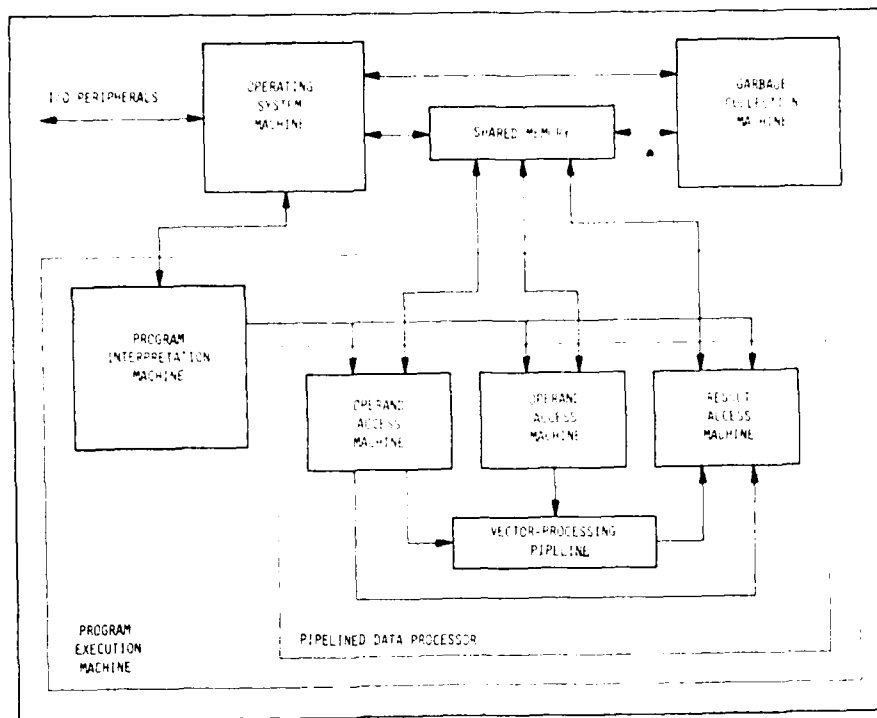 I/O PERIPHERALS
OPERATING
SYSTEM
MACHINE
SHARED MEMORY
GARBAGE
COLLECTION
MACHINE
PROGRAM
INTERPRETATION
MACHINE
OPERAND
ACCESS
MACHINE
OPERAND
ACCESS
MACHINE
RESULT
ACCESS
MACHINE
VECTOR-PROCESSING
PIPELINE
PROGRAM
EXECUTION
MACHINE
PIPELINED DATA PROCESSOR